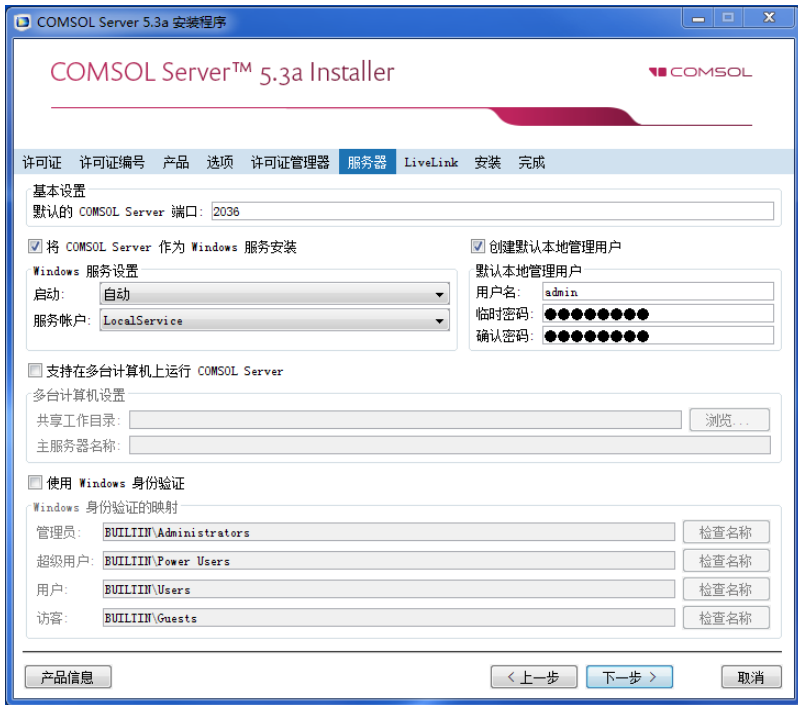 COMSOL Server 5.3a 安装程序
COMSOL Server™ 5.3a Installer
COMSOL
许可证 许可证编号 产品 选项 许可证管理器 服务器 LiveLink 安装 完成
基本设置
默认的 COMSOL Server 端口: 2036
将 COMSOL Server 作为 Windows 服务安装 创建默认本地管理用户
Windows 服务设置 默认本地管理用户
启动: 自动 用户名: admin
服务帐户: LocalService 临时密码: ●●●●●●●●
确认密码: ●●●●●●●●
支持在多台计算机上运行 COMSOL Server
多台计算机设置
共享工作目录: 浏览...
主服务器名称:
使用 Windows 身份验证
Windows 身份验证的映射
管理员: BUILTIN\Administrators 检查名称
超级用户: BUILTIN\Power Users 检查名称
用户: BUILTIN\Users 检查名称
访客: BUILTIN\Guests 检查名称
产品信息 < 上一步 下一步 > 取消